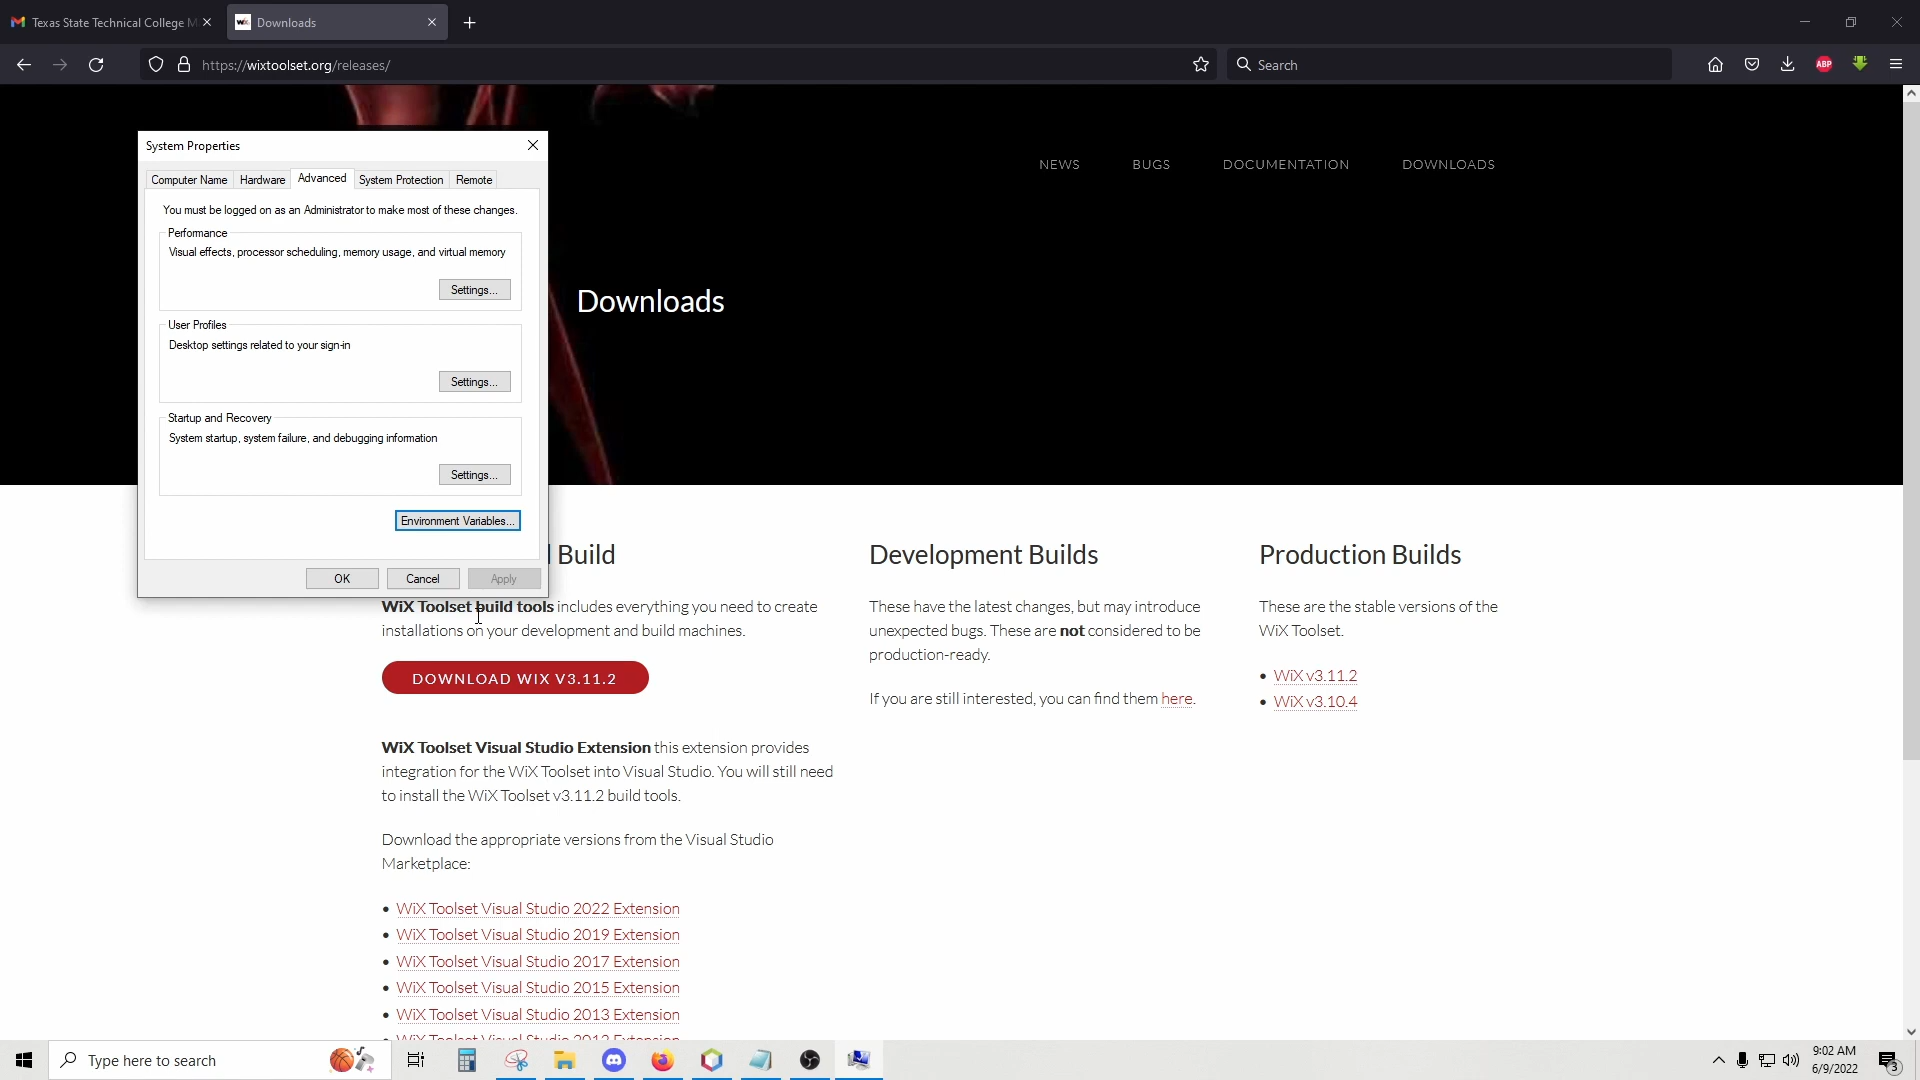 Texas State Technical College M
Downloads
https://wixtoolset.org/releases/
Search
ABP
System Properties
Computer Name
Hardware
Advanced
System Protection
Remote
You must be logged on as an Administrator to make most of these changes.
Performance
Visual effects, processor scheduling, memory usage, and virtual memory
Settings...
User Profiles
Desktop settings related to your sign-in
Settings...
Startup and Recovery
System startup, system failure, and debugging information
Settings...
Environment Variables...
OK
Cancel
Apply
NEWS
BUGS
DOCUMENTATION
DOWNLOADS
Downloads
Build
WiX Toolset build tools includes everything you need to create
installations on your development and build machines.
DOWNLOAD WIX V3.11.2
WiX Toolset Visual Studio Extension this extension provides
integration for the WiX Toolset into Visual Studio. You will still need
to install the WiX Toolset v3.11.2 build tools.
Download the appropriate versions from the Visual Studio
Marketplace:
• WiX Toolset Visual Studio 2022 Extension
• WiX Toolset Visual Studio 2019 Extension
• WiX Toolset Visual Studio 2017 Extension
• WiX Toolset Visual Studio 2015 Extension
• WiX Toolset Visual Studio 2013 Extension
• WiX Toolset Visual Studio 2012 Extension
Development Builds
These have the latest changes, but may introduce
unexpected bugs. These are not considered to be
production-ready.
If you are still interested, you can find them here.
Production Builds
These are the stable versions of the
WiX Toolset.
• WiX v3.11.2
• WiX v3.10.4
Type here to search
9:02 AM
6/9/2022
3